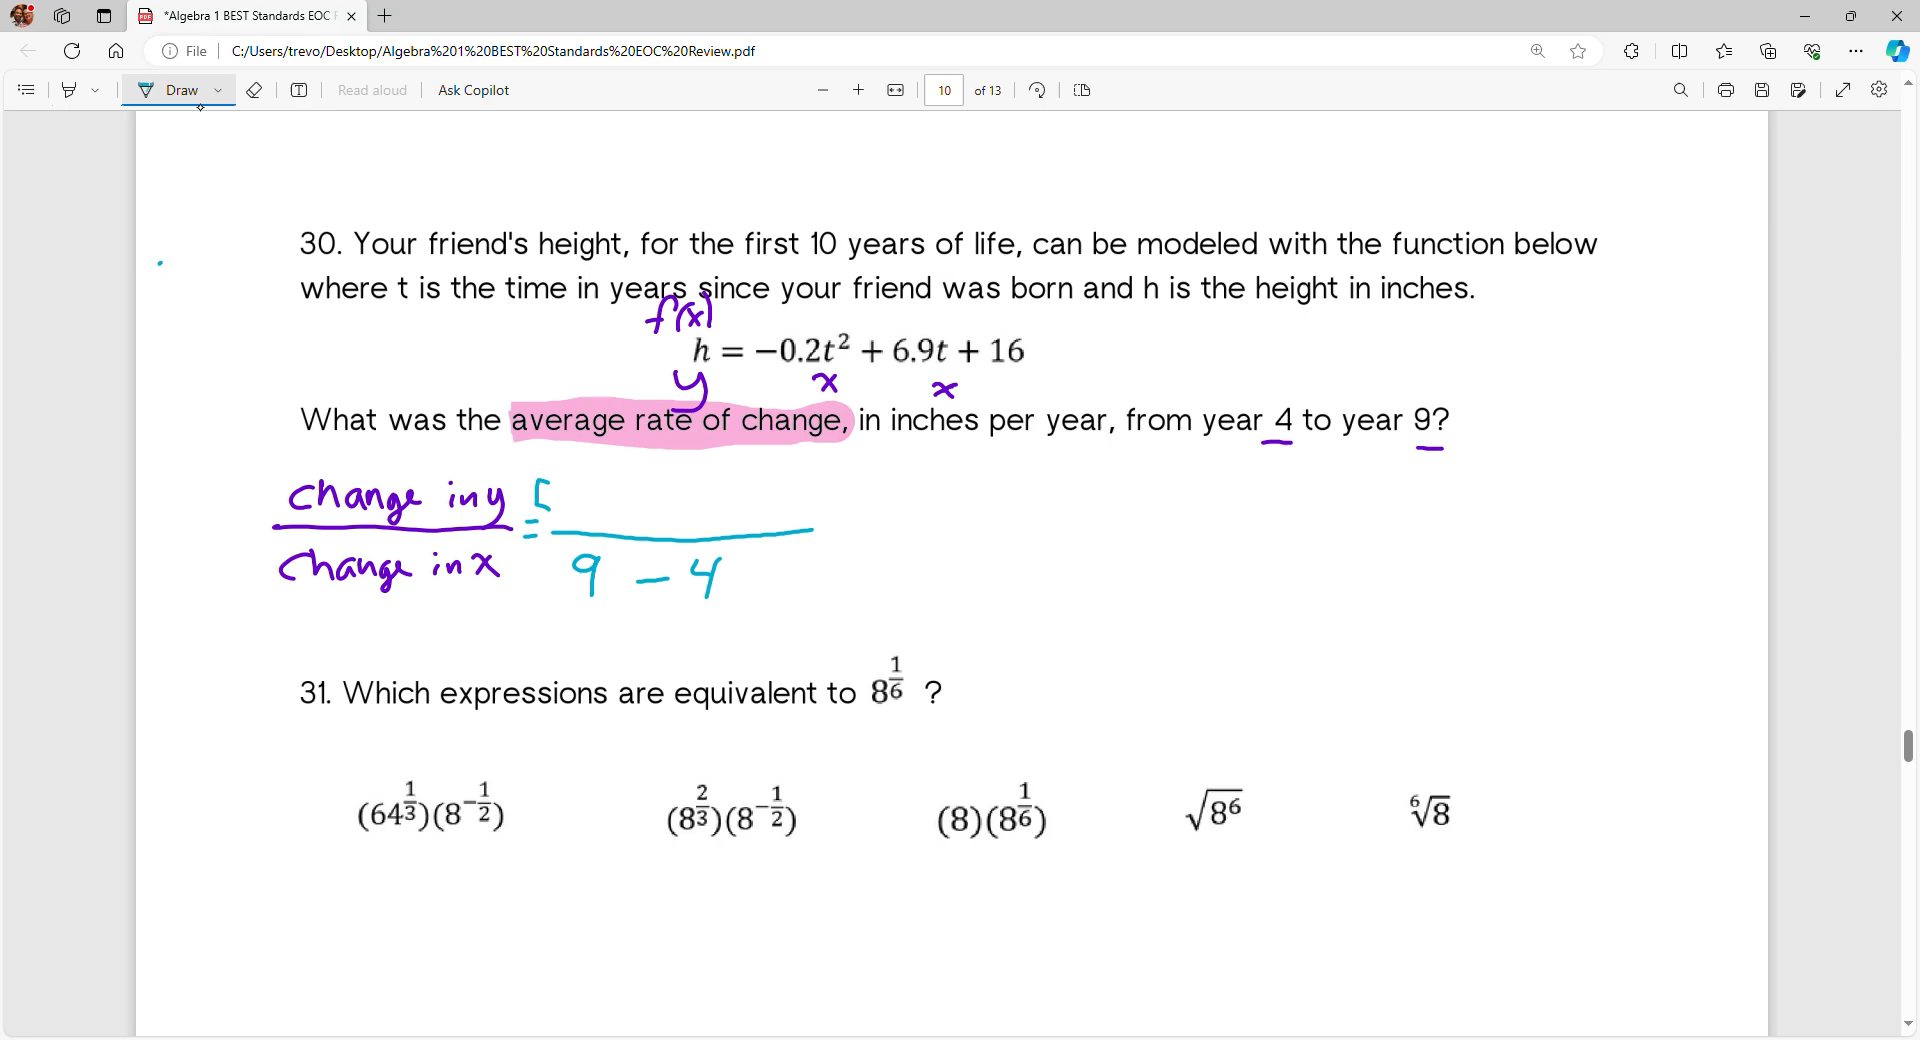 *Algebra 1 BEST Standards EOC
File
C:/Users/trevo/Desktop/Algebra%201%20BEST%20Standards%20EOC%20Review.pdf
Draw
Read aloud
Ask Copilot
10 of 13
30. Your friend's height, for the first 10 years of life, can be modeled with the function below
where t is the time in years since your friend was born and h is the height in inches.
f(x)
h = −0.2t² + 6.9t + 16
y x x
What was the average rate of change, in inches per year, from year 4 to year 9?
change in y [
=
change in x 9 − 4
31. Which expressions are equivalent to 8^(1/6) ?
(64^(1/3))(8^(−1/2)) (8^(2/3))(8^(−1/2)) (8)(8^(1/6)) √8⁶ ⁶√8